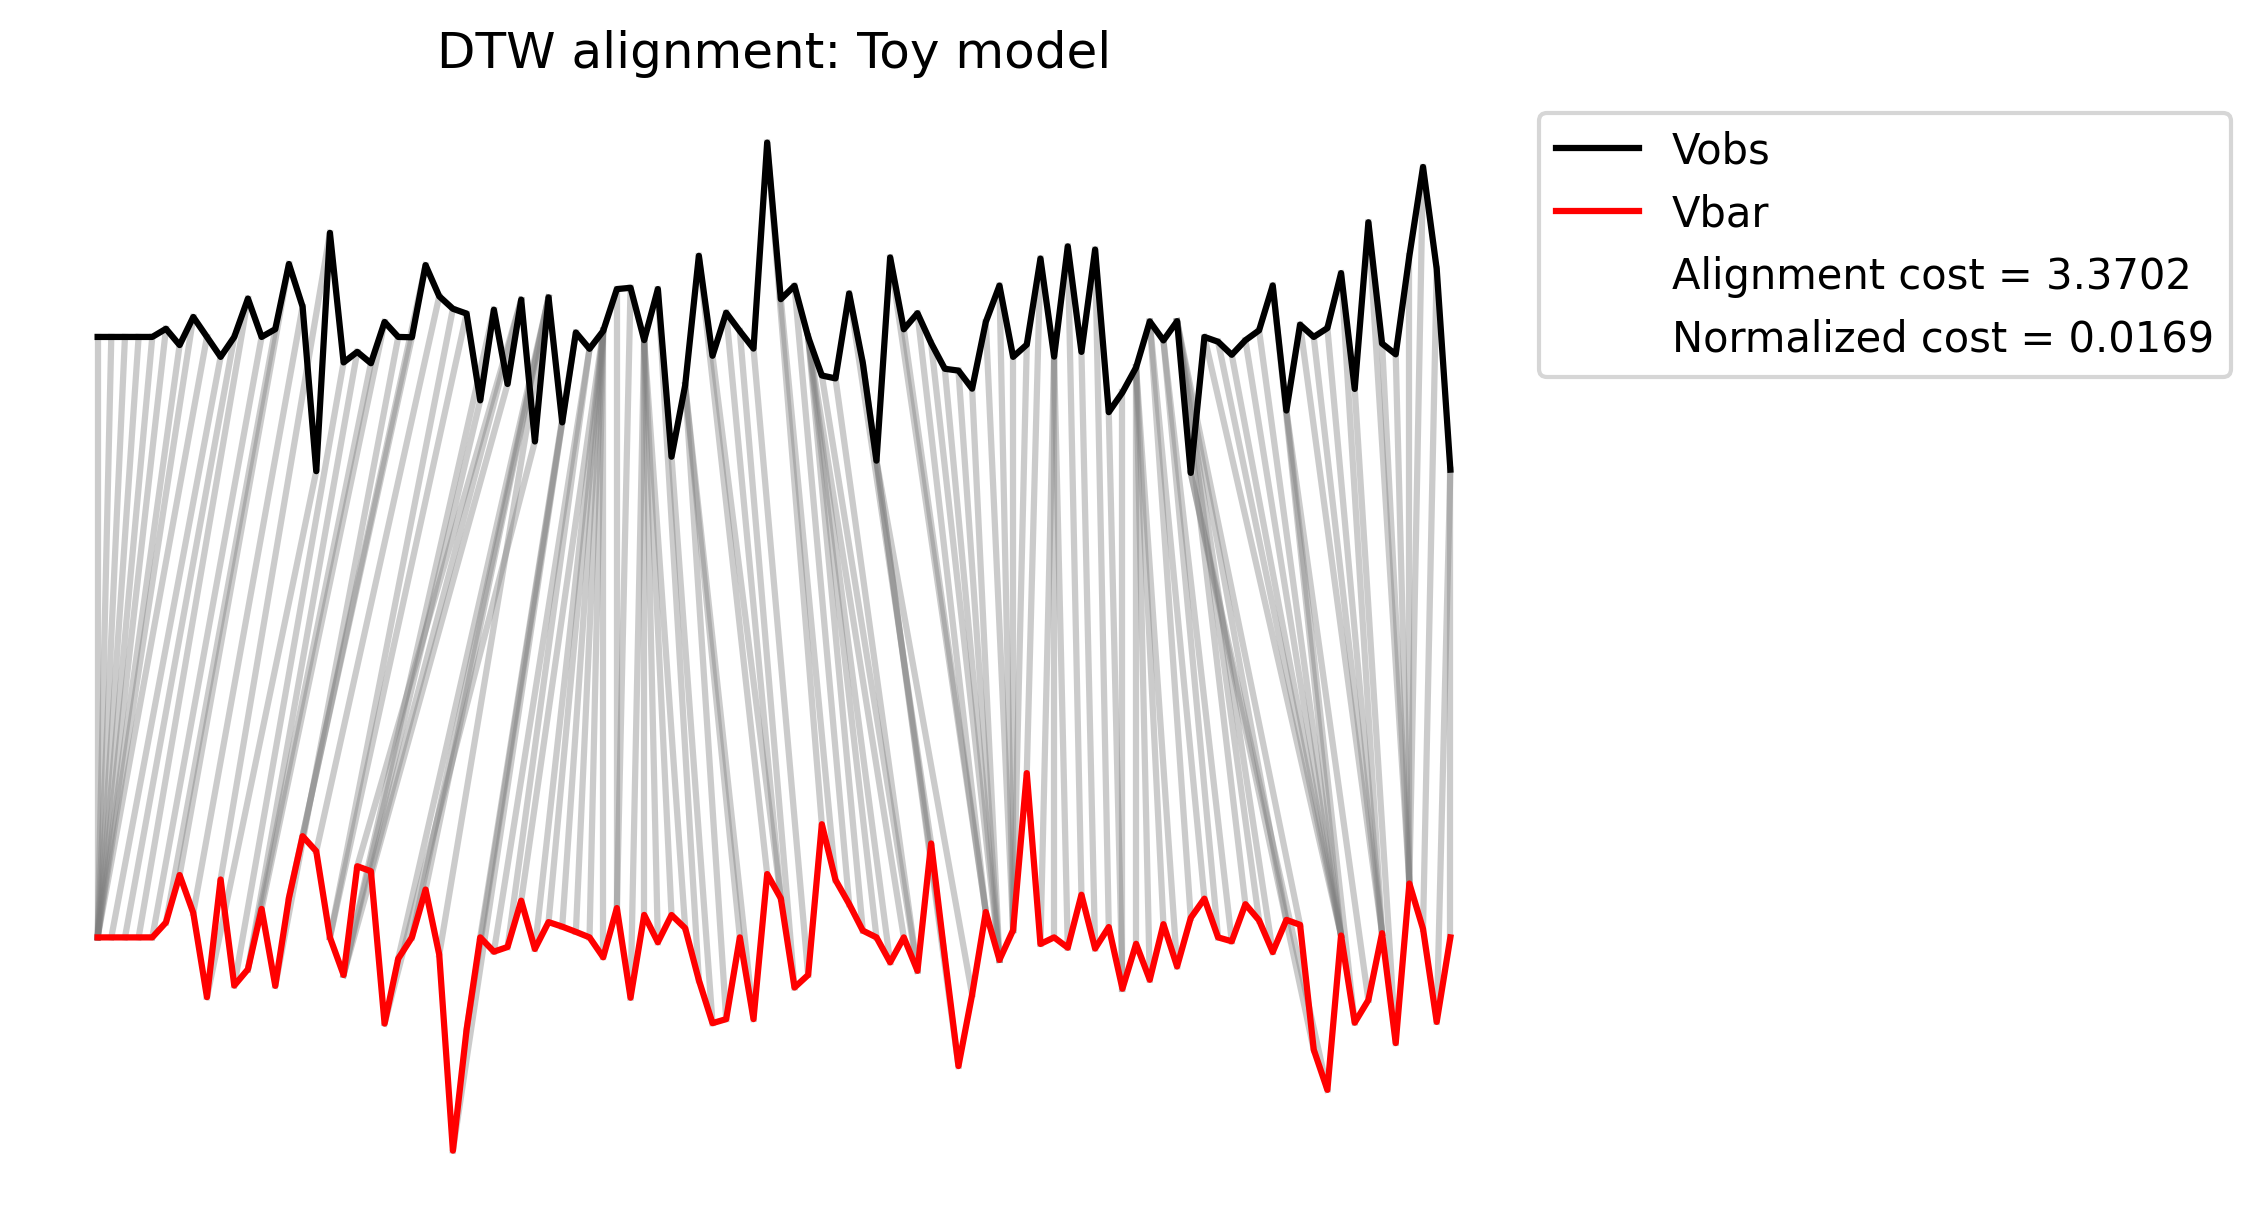 DTW alignment: Toy model
Vobs
Vbar
Alignment cost = 3.3702
Normalized cost = 0.0169